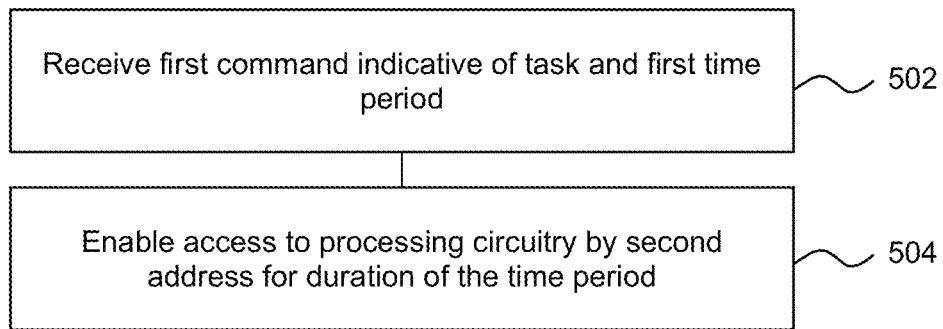 Receive first command indicative of task and first time
period
502
Enable access to processing circuitry by second
address for duration of the time period
504